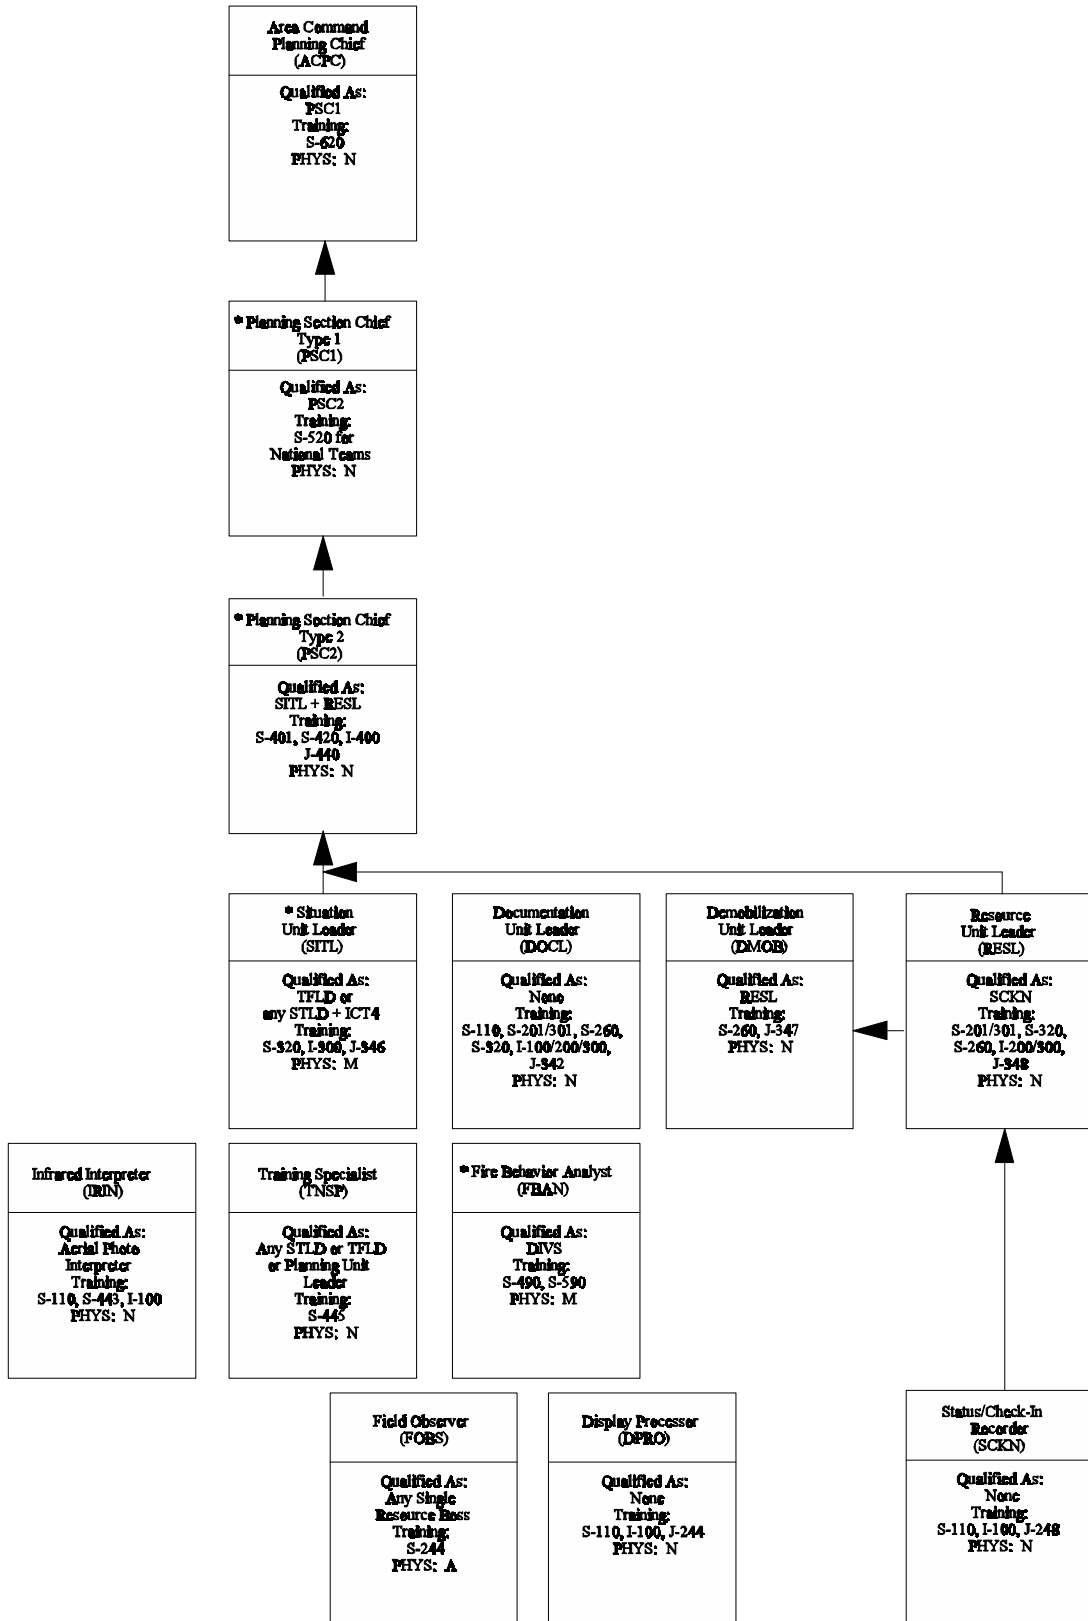 Area Command
Planning Chief
(ACPC)
Qualified As:
PSC1
Training:
S-620
PHYS: N
* Planning Section Chief
Type 1
(PSC1)
Qualified As:
PSC2
Training:
S-520 for
National Teams
PHYS: N
* Planning Section Chief
Type 2
(PSC2)
Qualified As:
SITL + RESL
Training:
S-401, S-420, I-400
J-440
PHYS: N
* Situation
Unit Leader
(SITL)
Qualified As:
TFLD or
any STLD + ICT4
Training:
S-320, I-300, J-346
PHYS: M
Documentation
Unit Leader
(DOCL)
Qualified As:
None
Training:
S-110, S-201/301, S-260,
S-320, I-100/200/300,
J-342
PHYS: N
Demobilization
Unit Leader
(DMOB)
Qualified As:
RESL
Training:
S-260, J-347
PHYS: N
Resource
Unit Leader
(RESL)
Qualified As:
SCKN
Training:
S-201/301, S-320,
S-260, I-200/300,
J-348
PHYS: N
Infrared Interpreter
(IRIN)
Qualified As:
Aerial Photo
Interpreter
Training:
S-110, S-443, I-100
PHYS: N
Training Specialist
(TNSP)
Qualified As:
Any STLD or TFLD
or Planning Unit
Leader
Training:
S-445
PHYS: N
* Fire Behavior Analyst
(FBAN)
Qualified As:
DIVS
Training:
S-490, S-590
PHYS: M
Field Observer
(FOBS)
Qualified As:
Any Single
Resource Boss
Training:
S-244
PHYS: A
Display Processor
(DPRO)
Qualified As:
None
Training:
S-110, I-100, J-244
PHYS: N
Status/Check-In
Recorder
(SCKN)
Qualified As:
None
Training:
S-110, I-100, J-248
PHYS: N